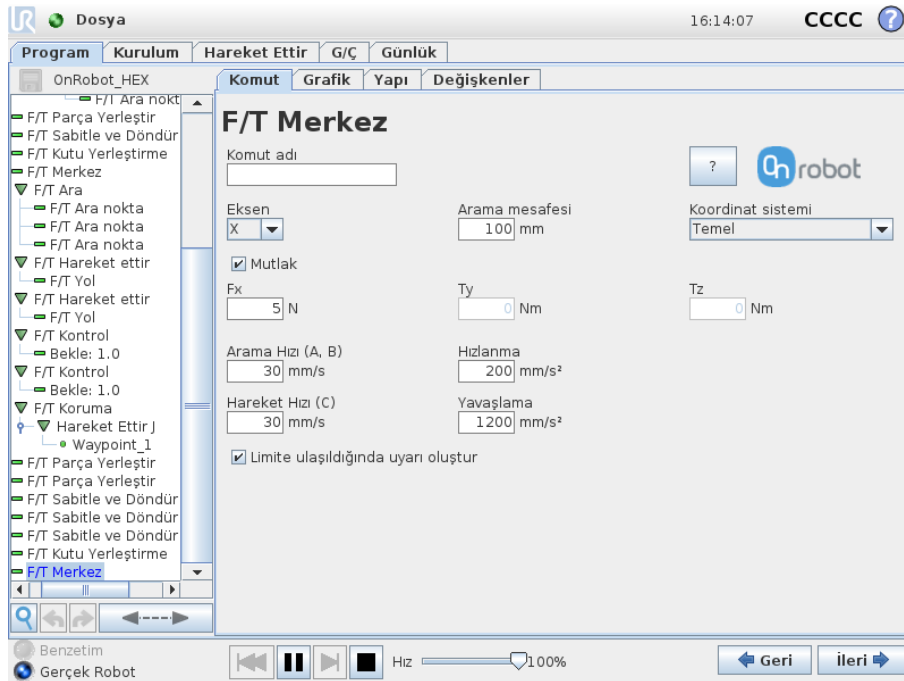 Dosya
16:14:07
CCCC
?
Program
Kurulum
Hareket Ettir
G/Ç
Günlük
OnRobot_HEX
Komut
Grafik
Yapı
Değişkenler
F/T Ara nokt
F/T Parça Yerleştir
F/T Sabitle ve Döndür
F/T Kutu Yerleştirme
F/T Merkez
F/T Ara
F/T Ara nokta
F/T Ara nokta
F/T Ara nokta
F/T Hareket ettir
F/T Yol
F/T Hareket ettir
F/T Yol
F/T Kontrol
Bekle: 1.0
F/T Kontrol
Bekle: 1.0
F/T Koruma
Hareket Ettir J
Waypoint_1
F/T Parça Yerleştir
F/T Parça Yerleştir
F/T Sabitle ve Döndür
F/T Sabitle ve Döndür
F/T Sabitle ve Döndür
F/T Kutu Yerleştirme
F/T Merkez
F/T Merkez
Komut adı
?
On robot
Eksen
X
Arama mesafesi
100 mm
Koordinat sistemi
Temel
Mutlak
Fx
5 N
Ty
0 Nm
Tz
0 Nm
Arama Hızı (A, B)
30 mm/s
Hızlanma
200 mm/s²
Hareket Hızı (C)
30 mm/s
Yavaşlama
1200 mm/s²
Limite ulaşıldığında uyarı oluştur
Benzetim
Gerçek Robot
Hız
100%
Geri
İleri